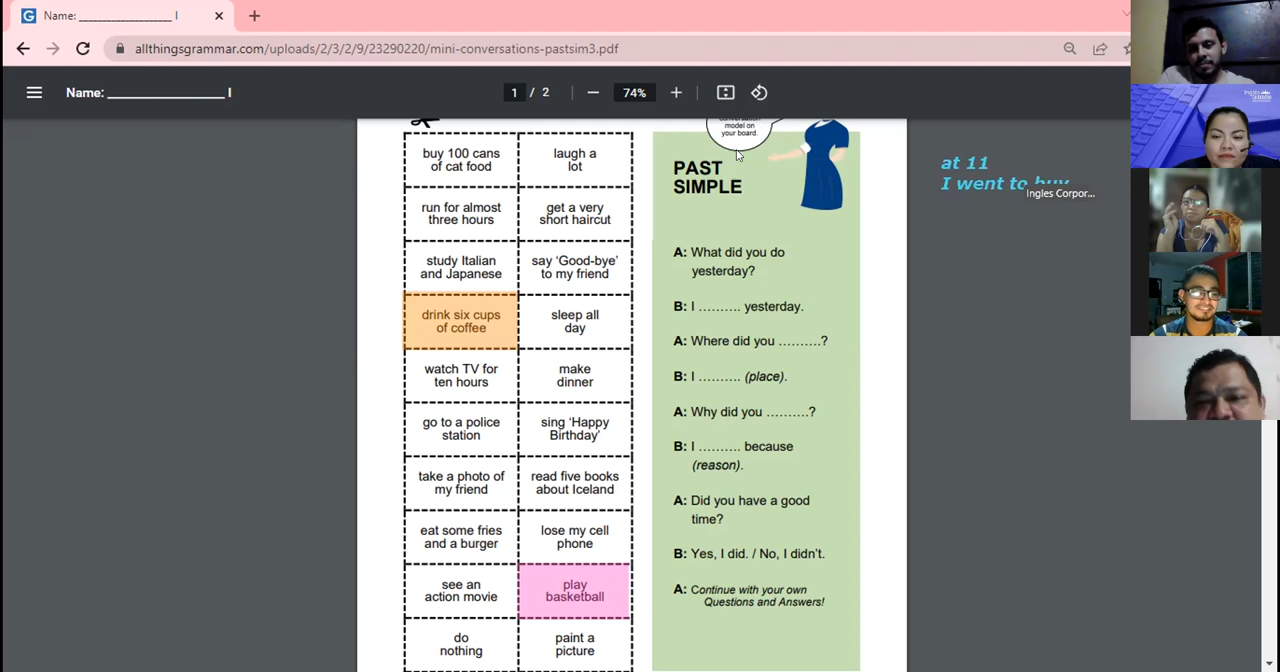 Name: ____________________ I
allthingsgrammar.com/uploads/2/3/2/9/23290220/mini-conversations-pastsim3.pdf
Name: ____________________ I
1 / 2
74%
model on
your board.
buy 100 cans
of cat food
laugh a
lot
run for almost
three hours
get a very
short haircut
study Italian
and Japanese
say ‘Good-bye’
to my friend
drink six cups
of coffee
sleep all
day
watch TV for
ten hours
make
dinner
go to a police
station
sing ‘Happy
Birthday’
take a photo of
my friend
read five books
about Iceland
eat some fries
and a burger
lose my cell
phone
see an
action movie
play
basketball
do
nothing
paint a
picture
PAST
SIMPLE
A: What did you do
yesterday?
B: I .......... yesterday.
A: Where did you ..........?
B: I .......... (place).
A: Why did you ..........?
B: I .......... because
(reason).
A: Did you have a good
time?
B: Yes, I did. / No, I didn’t.
A: Continue with your own
Questions and Answers!
at 11
I went to buy
Ingles Corpor...